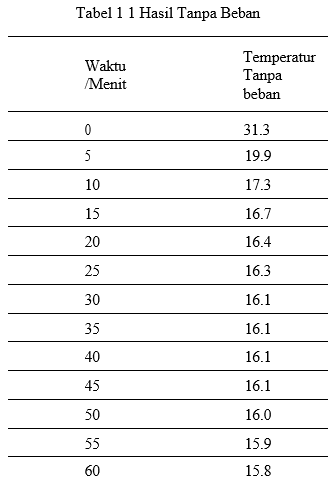 Tabel 1 1 Hasil Tanpa Beban
Waktu
/Menit
Temperatur
Tanpa
beban
0 31.3
5 19.9
10 17.3
15 16.7
20 16.4
25 16.3
30 16.1
35 16.1
40 16.1
45 16.1
50 16.0
55 15.9
60 15.8